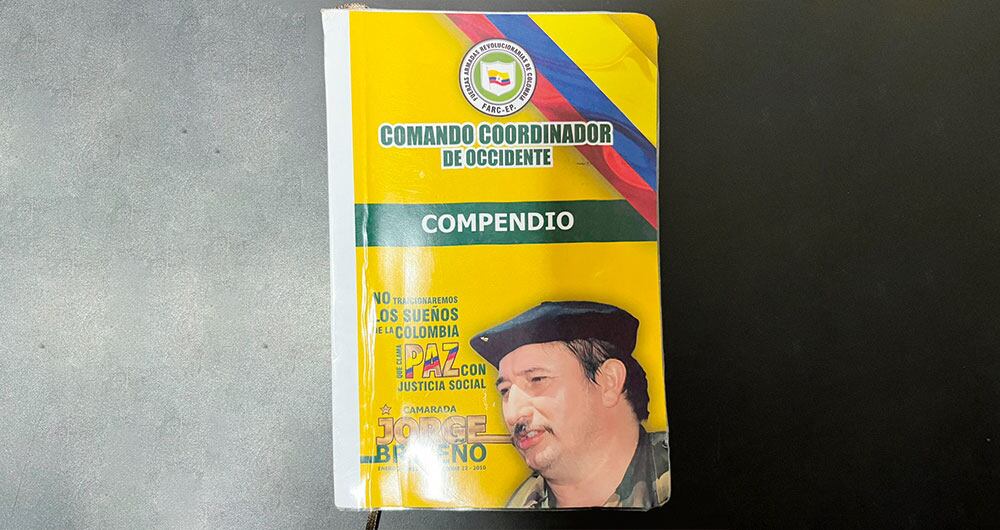 FUERZAS ARMADAS REVOLUCIONARIAS DE COLOMBIA
FARC-EP.
COMANDO COORDINADOR
DE OCCIDENTE
COMPENDIO
NO TRAICIONAREMOS
LOS SUEÑOS
DE LA COLOMBIA
QUE CLAMA PAZ CON
JUSTICIA SOCIAL
CAMARADA
JORGE
2010